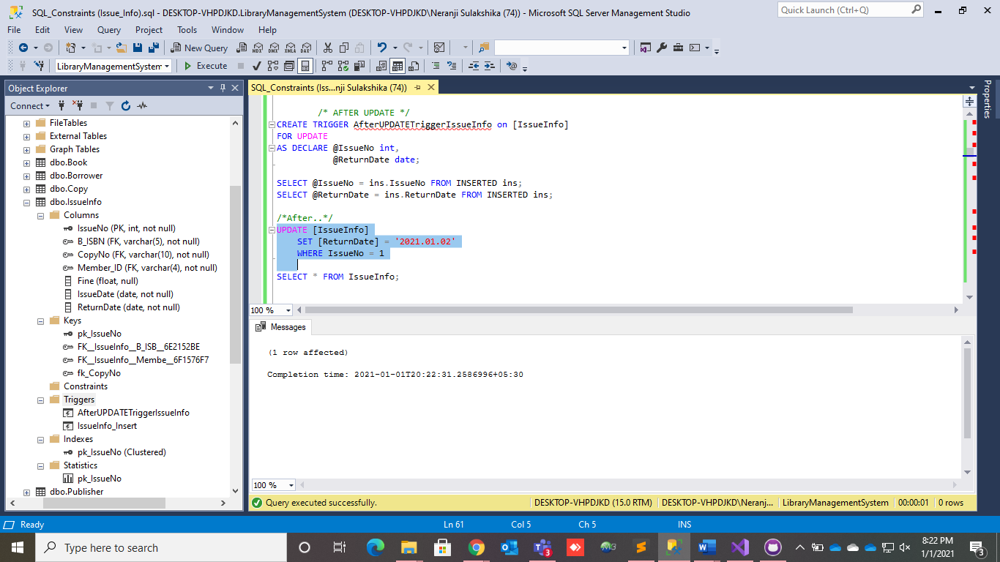 SQL_Constraints (Issue_Info).sql - DESKTOP-VHPDJKD.LibraryManagementSystem (DESKTOP-VHPDJKD\Neranji Sulakshika (74)) - Microsoft SQL Server Management Studio
Quick Launch (Ctrl+Q)
File Edit View Query Project Tools Window Help
New Query
MDX DMX XMLA DAX
LibraryManagementSystem
Execute
Object Explorer
SQL_Constraints (Iss...nji Sulakshika (74))
Properties
Connect
FileTables
External Tables
Graph Tables
dbo.Book
dbo.Borrower
dbo.Copy
dbo.IssueInfo
Columns
IssueNo (PK, int, not null)
B_ISBN (FK, varchar(5), not null)
CopyNo (FK, varchar(10), not null)
Member_ID (FK, varchar(4), not null)
Fine (float, null)
IssueDate (date, not null)
ReturnDate (date, not null)
Keys
pk_IssueNo
FK__IssueInfo__B_ISB__6E2152BE
FK__IssueInfo__Membe__6F1576F7
fk_CopyNo
Constraints
Triggers
AfterUPDATETriggerIssueInfo
IssueInfo_Insert
Indexes
pk_IssueNo (Clustered)
Statistics
pk_IssueNo
dbo.Publisher
/* AFTER UPDATE */
CREATE TRIGGER AfterUPDATETriggerIssueInfo on [IssueInfo]
FOR UPDATE
AS DECLARE @IssueNo int,
@ReturnDate date;
SELECT @IssueNo = ins.IssueNo FROM INSERTED ins;
SELECT @ReturnDate = ins.ReturnDate FROM INSERTED ins;
/*After..*/
UPDATE [IssueInfo]
SET [ReturnDate] = '2021.01.02'
WHERE IssueNo = 1
SELECT * FROM IssueInfo;
100 %
Messages
(1 row affected)
Completion time: 2021-01-01T20:22:31.2586996+05:30
100 %
Query executed successfully.
DESKTOP-VHPDJKD (15.0 RTM) DESKTOP-VHPDJKD\Neranj... LibraryManagementSystem 00:00:01 0 rows
Ready
Ln 61 Col 5 Ch 5 INS
Type here to search
3
8:22 PM
1/1/2021
3